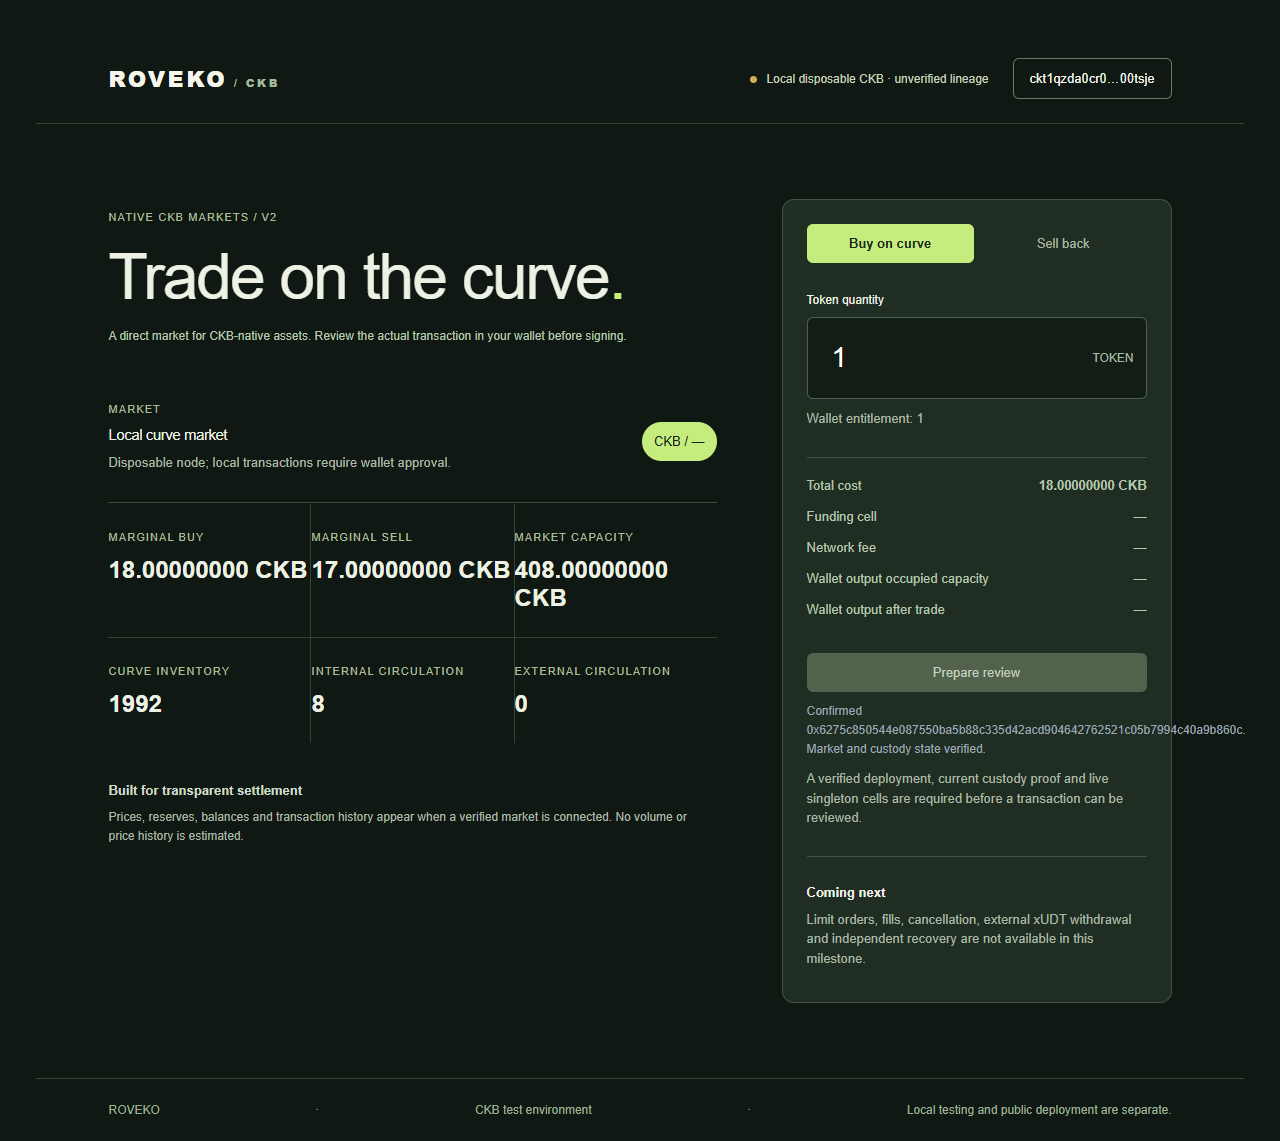 ROVEKO / CKB
Local disposable CKB · unverified lineage
ckt1qzda0cr0…00tsje
NATIVE CKB MARKETS / V2
Trade on the curve.
A direct market for CKB-native assets. Review the actual transaction in your wallet before signing.
MARKET
Local curve market
Disposable node; local transactions require wallet approval.
CKB / —
MARGINAL BUY
18.00000000 CKB
MARGINAL SELL
17.00000000 CKB
MARKET CAPACITY
408.00000000
CKB
CURVE INVENTORY
1992
INTERNAL CIRCULATION
8
EXTERNAL CIRCULATION
0
Built for transparent settlement
Prices, reserves, balances and transaction history appear when a verified market is connected. No volume or
price history is estimated.
Buy on curve
Sell back
Token quantity
1
TOKEN
Wallet entitlement: 1
Total cost 18.00000000 CKB
Funding cell —
Network fee —
Wallet output occupied capacity —
Wallet output after trade —
Prepare review
Confirmed
0x6275c850544e087550ba5b88c335d42acd904642762521c05b7994c40a9b860c.
Market and custody state verified.
A verified deployment, current custody proof and live
singleton cells are required before a transaction can be
reviewed.
Coming next
Limit orders, fills, cancellation, external xUDT withdrawal
and independent recovery are not available in this
milestone.
ROVEKO · CKB test environment · Local testing and public deployment are separate.